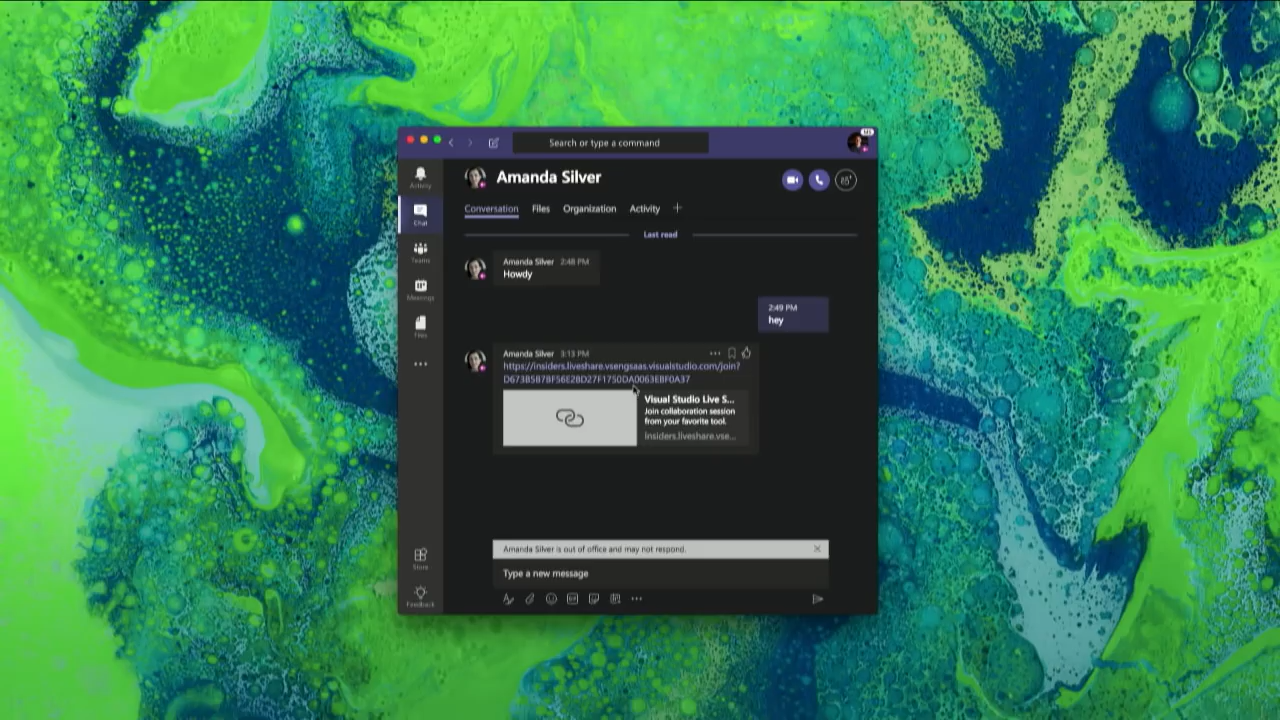 MS
Search or type a command
Activity
Chat
Teams
Meetings
Files
Store
Feedback
Amanda Silver
Conversation Files Organization Activity
Last read
Amanda Silver 2:48 PM
Howdy
2:49 PM
hey
Amanda Silver 3:13 PM
https://insiders.liveshare.vsengsaas.visualstudio.com/join?
Visual Studio Live S...
Join collaboration session
from your favorite tool.
insiders.liveshare.vse...
Amanda Silver is out of office and may not respond.
Type a new message